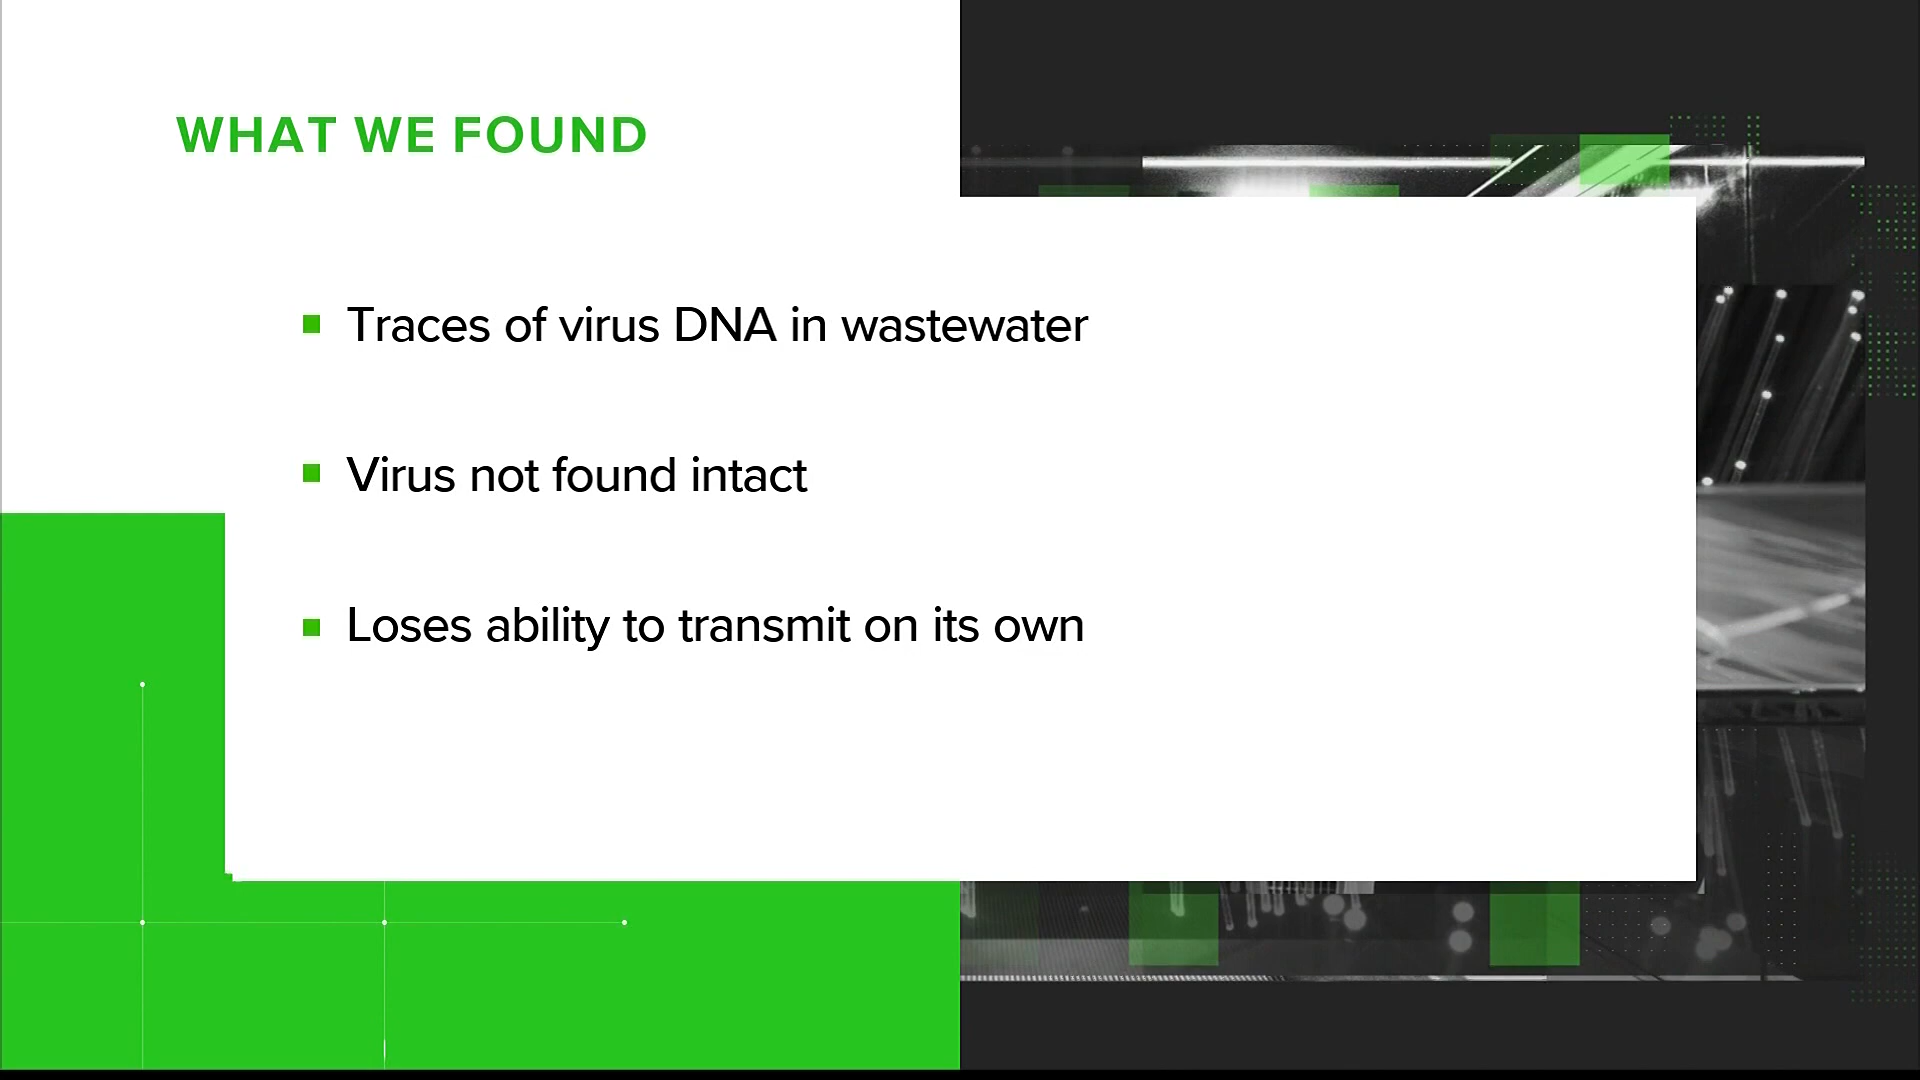 WHAT WE FOUND
Traces of virus DNA in wastewater
Virus not found intact
Loses ability to transmit on its own